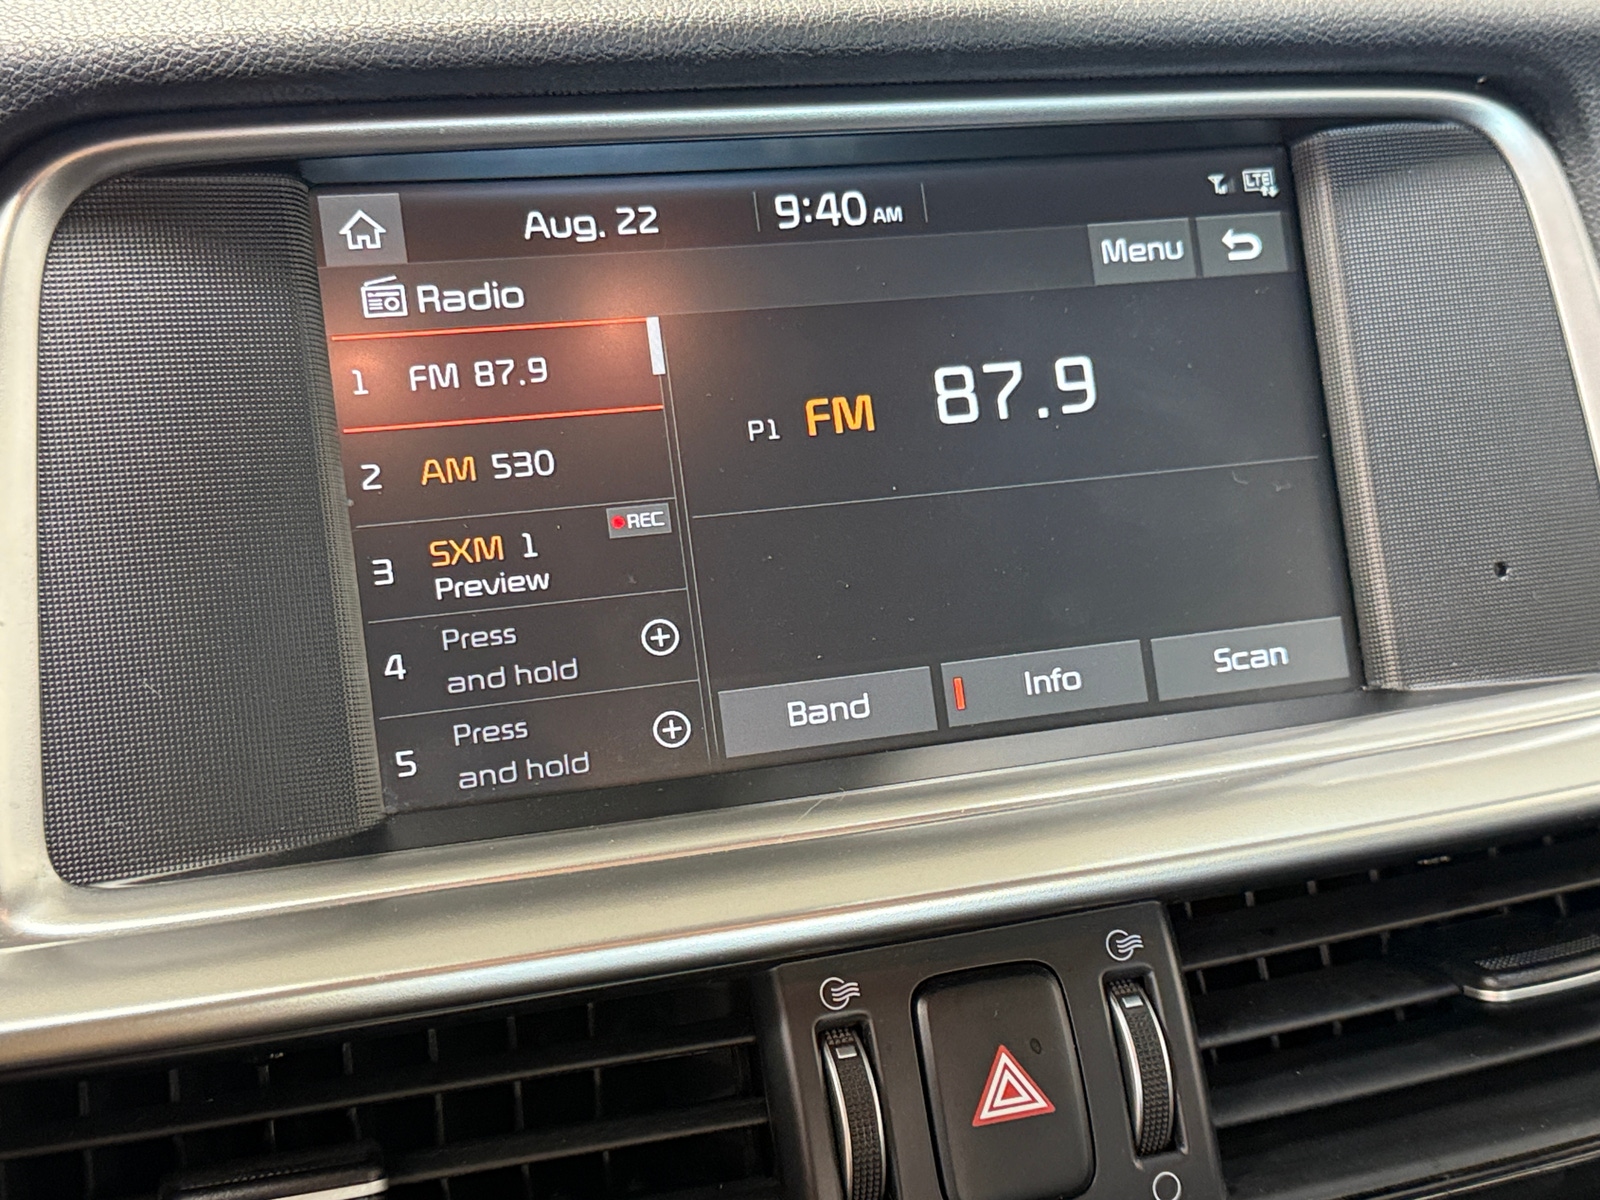 Aug. 22
9:40 AM
LTE
Radio
Menu
1 FM 87.9
2 AM 530
3 SXM 1
REC
Preview
4 Press
and hold
5 Press
and hold
P1 FM 87.9
Band
Info
Scan